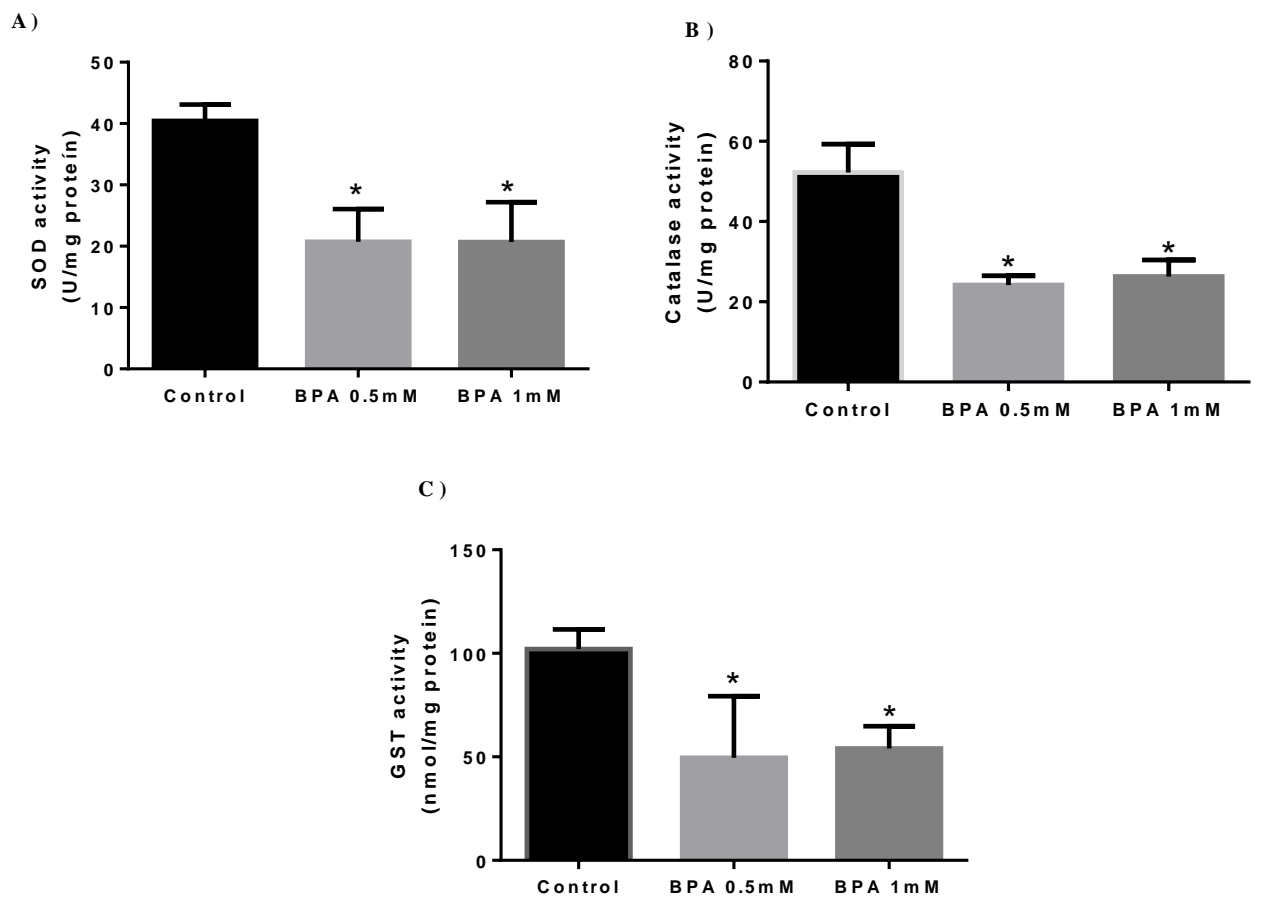 A)
SOD activity
(U/mg protein)
50
40
30
20
10
0
*
*
Control
BPA 0.5mM
BPA 1mM
B)
Catalase activity
(U/mg protein)
80
60
40
20
0
*
*
Control
BPA 0.5mM
BPA 1mM
C)
GST activity
(nmol/mg protein)
150
100
50
0
*
*
Control
BPA 0.5mM
BPA 1mM